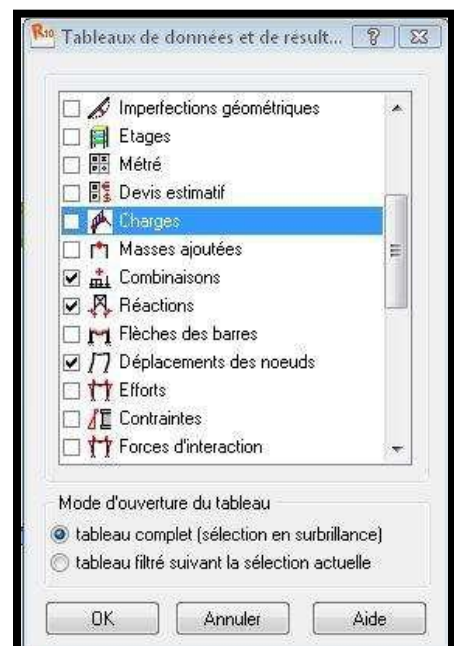 R10 Tableaux de données et de résult...
Imperfections géométriques
Etages
Métré
Devis estimatif
Charges
Masses ajoutées
Combinaisons
Réactions
Flèches des barres
Déplacements des noeuds
Efforts
Contraintes
Forces d'interaction
Mode d'ouverture du tableau
tableau complet (sélection en surbrillance)
tableau filtré suivant la sélection actuelle
OK Annuler Aide